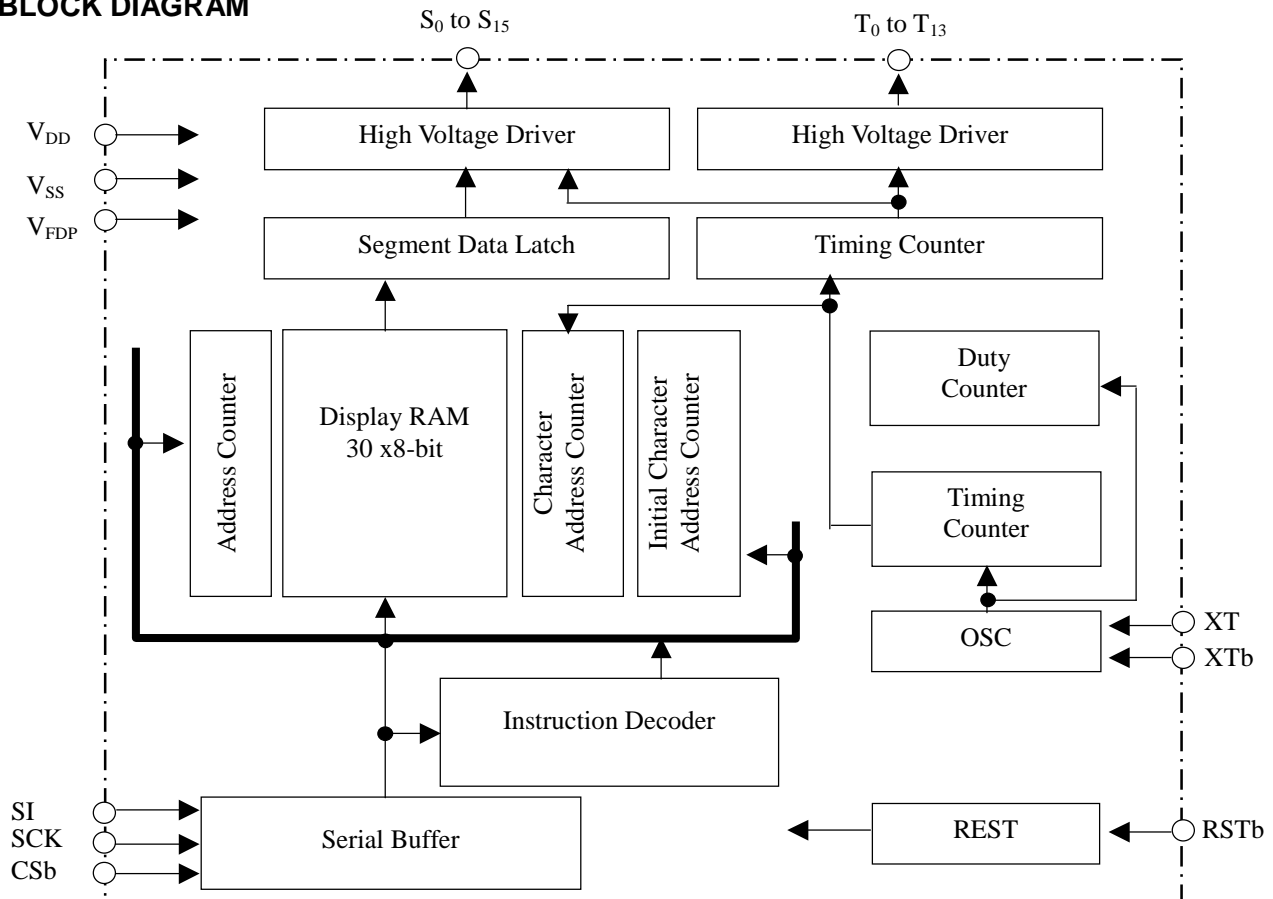 BLOCK DIAGRAM
S0 to S15
T0 to T13
VDD
High Voltage Driver
High Voltage Driver
VSS
VFDP
Segment Data Latch
Timing Counter
Address Counter
Display RAM
30 x8-bit
Character
Address Counter
Initial Character
Address Counter
Duty
Counter
Timing
Counter
OSC
XT
XTb
Instruction Decoder
SI
SCK
CSb
Serial Buffer
REST
RSTb